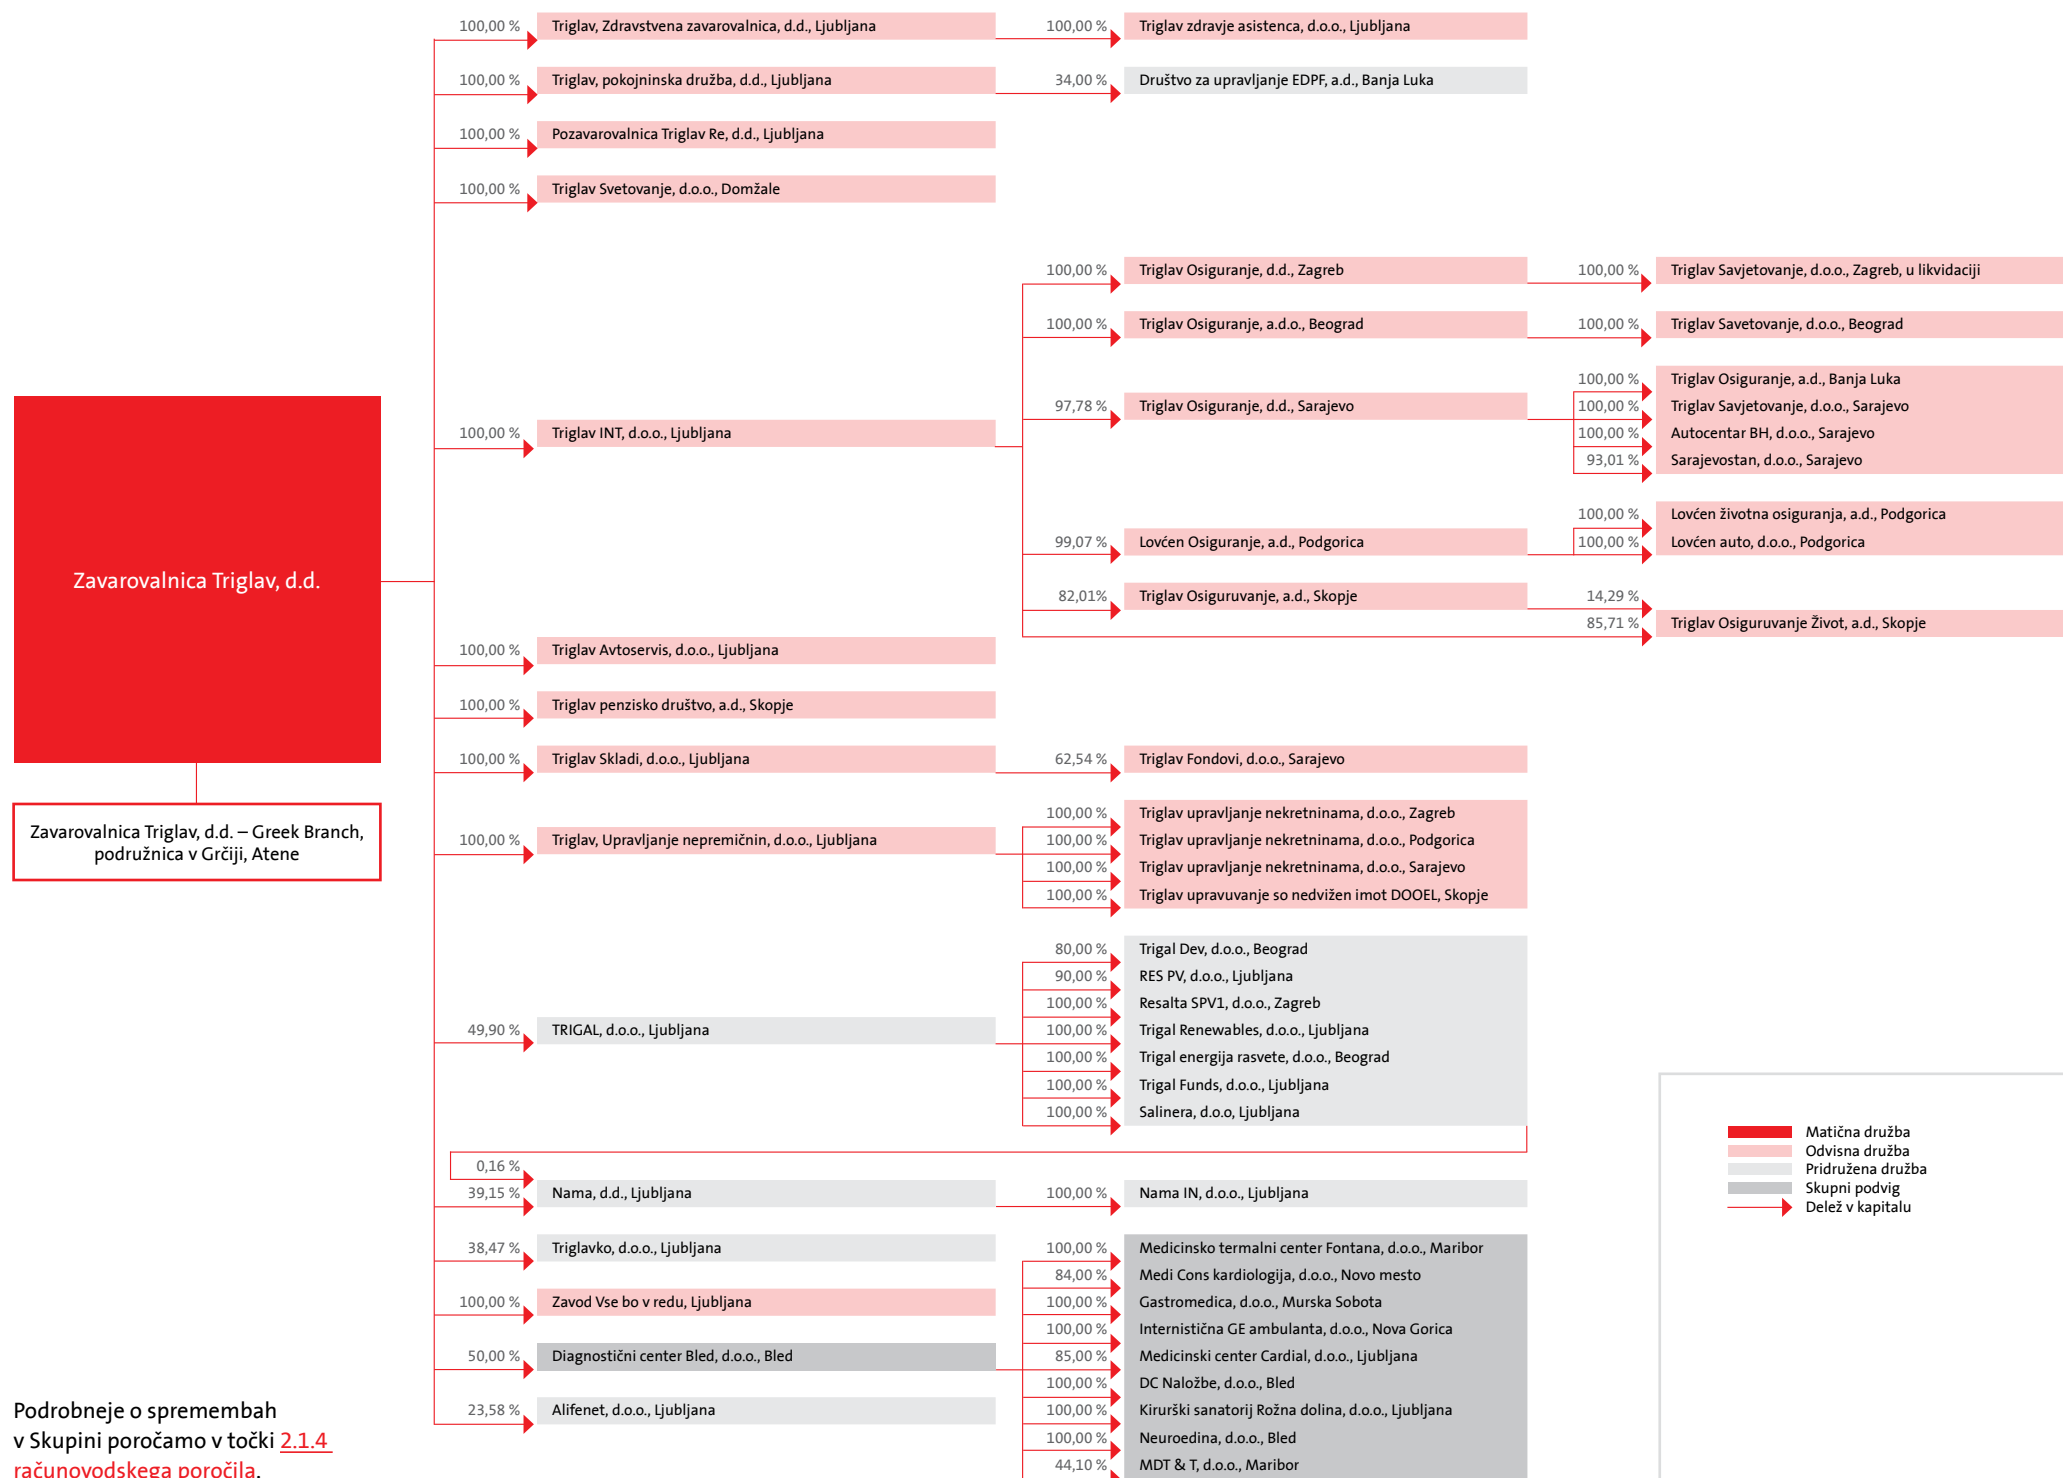 100,00 % Triglav, Zdravstvena zavarovalnica, d.d., Ljubljana 100,00 % Triglav zdravje asistenca, d.o.o., Ljubljana
100,00 % Triglav, pokojninska družba, d.d., Ljubljana 34,00 % Društvo za upravljanje EDPF, a.d., Banja Luka
100,00 % Pozavarovalnica Triglav Re, d.d., Ljubljana
100,00 % Triglav Svetovanje, d.o.o., Domžale
100,00 % Triglav Osiguranje, d.d., Zagreb 100,00 % Triglav Savjetovanje, d.o.o., Zagreb, u likvidaciji
100,00 % Triglav Osiguranje, a.d.o., Beograd 100,00 % Triglav Savetovanje, d.o.o., Beograd
100,00 % Triglav Osiguranje, a.d., Banja Luka
97,78 % Triglav Osiguranje, d.d., Sarajevo 100,00 % Triglav Savjetovanje, d.o.o., Sarajevo
100,00 % Triglav INT, d.o.o., Ljubljana 100,00 % Autocentar BH, d.o.o., Sarajevo
93,01 % Sarajevostan, d.o.o., Sarajevo
100,00 % Lovćen životna osiguranja, a.d., Podgorica
99,07 % Lovćen Osiguranje, a.d., Podgorica 100,00 % Lovćen auto, d.o.o., Podgorica
Zavarovalnica Triglav, d.d.
82,01% Triglav Osiguruvanje, a.d., Skopje 14,29 %
85,71 % Triglav Osiguruvanje Život, a.d., Skopje
100,00 % Triglav Avtoservis, d.o.o., Ljubljana
100,00 % Triglav penzisko društvo, a.d., Skopje
100,00 % Triglav Skladi, d.o.o., Ljubljana 62,54 % Triglav Fondovi, d.o.o., Sarajevo
Zavarovalnica Triglav, d.d. – Greek Branch,
podružnica v Grčiji, Atene
100,00 % Triglav upravljanje nekretninama, d.o.o., Zagreb
100,00 % Triglav, Upravljanje nepremičnin, d.o.o., Ljubljana 100,00 % Triglav upravljanje nekretninama, d.o.o., Podgorica
100,00 % Triglav upravljanje nekretninama, d.o.o., Sarajevo
100,00 % Triglav upravuvanje so nedvižen imot DOOEL, Skopje
80,00 % Trigal Dev, d.o.o., Beograd
90,00 % RES PV, d.o.o., Ljubljana
100,00 % Resalta SPV1, d.o.o., Zagreb
49,90 % TRIGAL, d.o.o., Ljubljana 100,00 % Trigal Renewables, d.o.o., Ljubljana
100,00 % Trigal energija rasvete, d.o.o., Beograd
100,00 % Trigal Funds, d.o.o., Ljubljana
100,00 % Salinera, d.o.o, Ljubljana
0,16 %
39,15 % Nama, d.d., Ljubljana 100,00 % Nama IN, d.o.o., Ljubljana
Matična družba
Odvisna družba
Pridružena družba
Skupni podvig
Delež v kapitalu
38,47 % Triglavko, d.o.o., Ljubljana 100,00 % Medicinsko termalni center Fontana, d.o.o., Maribor
84,00 % Medi Cons kardiologija, d.o.o., Novo mesto
100,00 % Zavod Vse bo v redu, Ljubljana 100,00 % Gastromedica, d.o.o., Murska Sobota
100,00 % Internistična GE ambulanta, d.o.o., Nova Gorica
50,00 % Diagnostični center Bled, d.o.o., Bled 85,00 % Medicinski center Cardial, d.o.o., Ljubljana
100,00 % DC Naložbe, d.o.o., Bled
23,58 % Alifenet, d.o.o., Ljubljana 100,00 % Kirurški sanatorij Rožna dolina, d.o.o., Ljubljana
100,00 % Neuroedina, d.o.o., Bled
44,10 % MDT & T, d.o.o., Maribor
Podrobneje o spremembah
v Skupini poročamo v točki 2.1.4
računovodskega poročila.